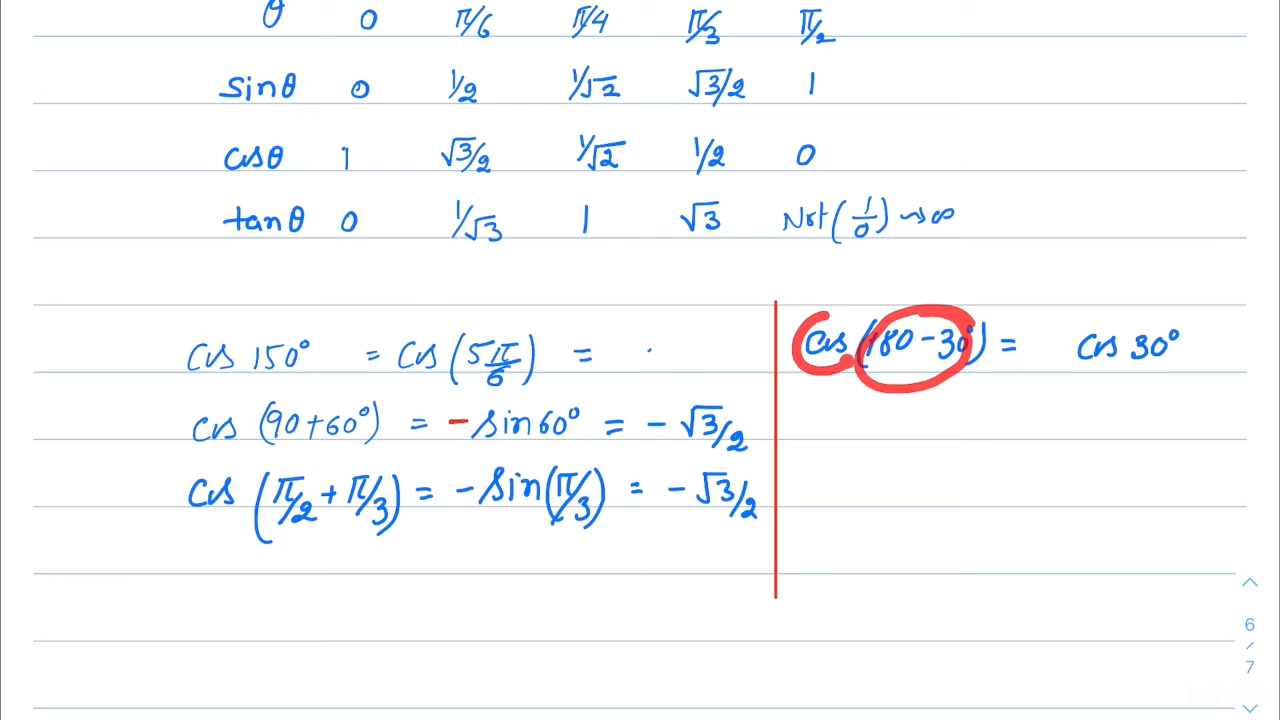 θ 0 π/6 π/4 π/3 π/2
sinθ 0 1/2 1/√2 √3/2 1
cosθ 1 √3/2 1/√2 1/2 0
tanθ 0 1/√3 1 √3 Not (1/0) → ∞
cos 150° = cos (5π/6) = .
cos (90+60°) = - sin 60° = - √3/2
cos (π/2 + π/3) = - sin (π/3) = - √3/2
cos (180 - 30°) = cos 30°
6
/
7